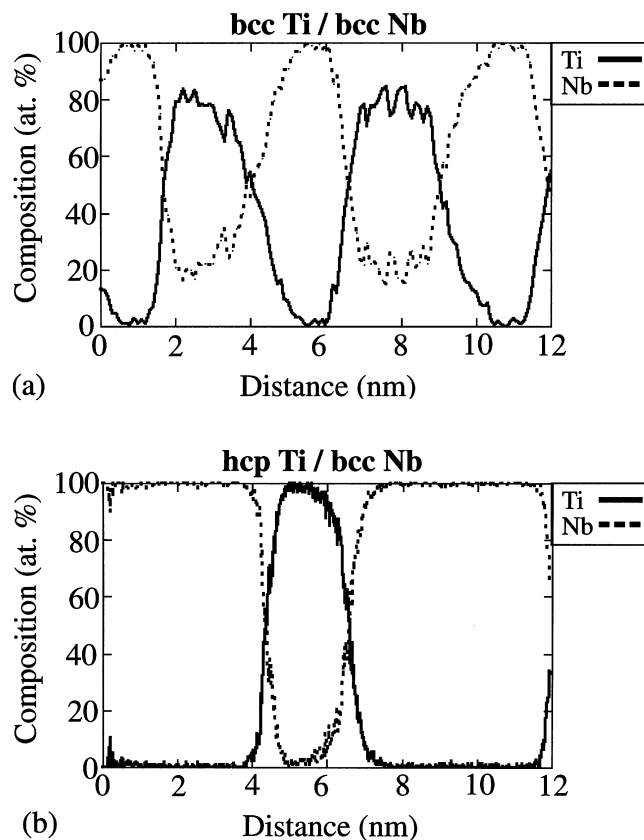 bcc Ti / bcc Nb
100
80
60
40
20
0
Composition (at. %)
Ti
Nb
0 2 4 6 8 10 12
Distance (nm)
(a)
hcp Ti / bcc Nb
100
80
60
40
20
0
Composition (at. %)
Ti
Nb
0 2 4 6 8 10 12
Distance (nm)
(b)